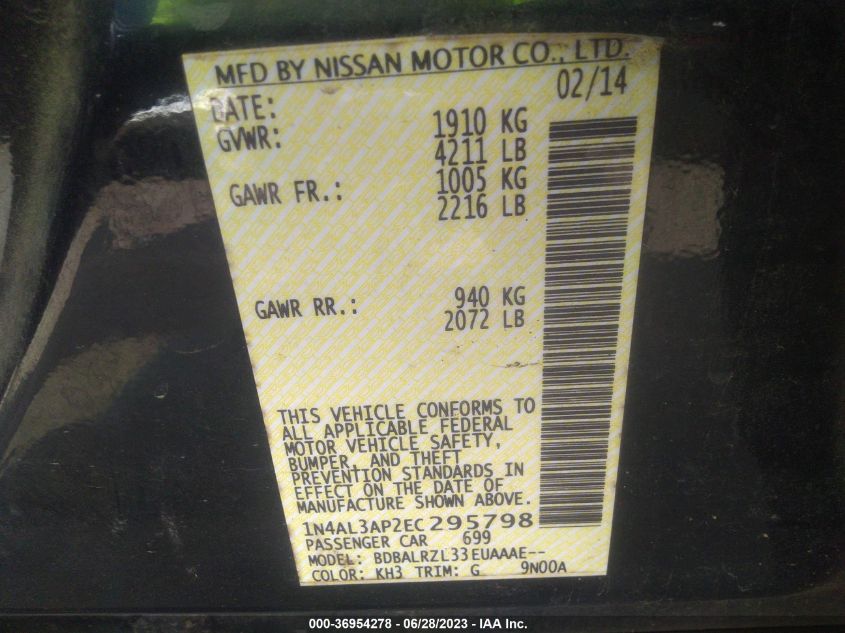 MFD BY NISSAN MOTOR CO., LTD.
DATE: 02/14
GVWR: 1910 KG
4211 LB
GAWR FR.: 1005 KG
2216 LB
GAWR RR.: 940 KG
2072 LB
THIS VEHICLE CONFORMS TO
ALL APPLICABLE FEDERAL
MOTOR VEHICLE SAFETY,
BUMPER, AND THEFT
PREVENTION STANDARDS IN
EFFECT ON THE DATE OF
MANUFACTURE SHOWN ABOVE.
1N4AL3AP2EC295798
PASSENGER CAR 699
MODEL: BDBALRZL33EUAAAE--
COLOR: KH3 TRIM: G 9N00A
000-36954278 - 06/28/2023 - IAA Inc.